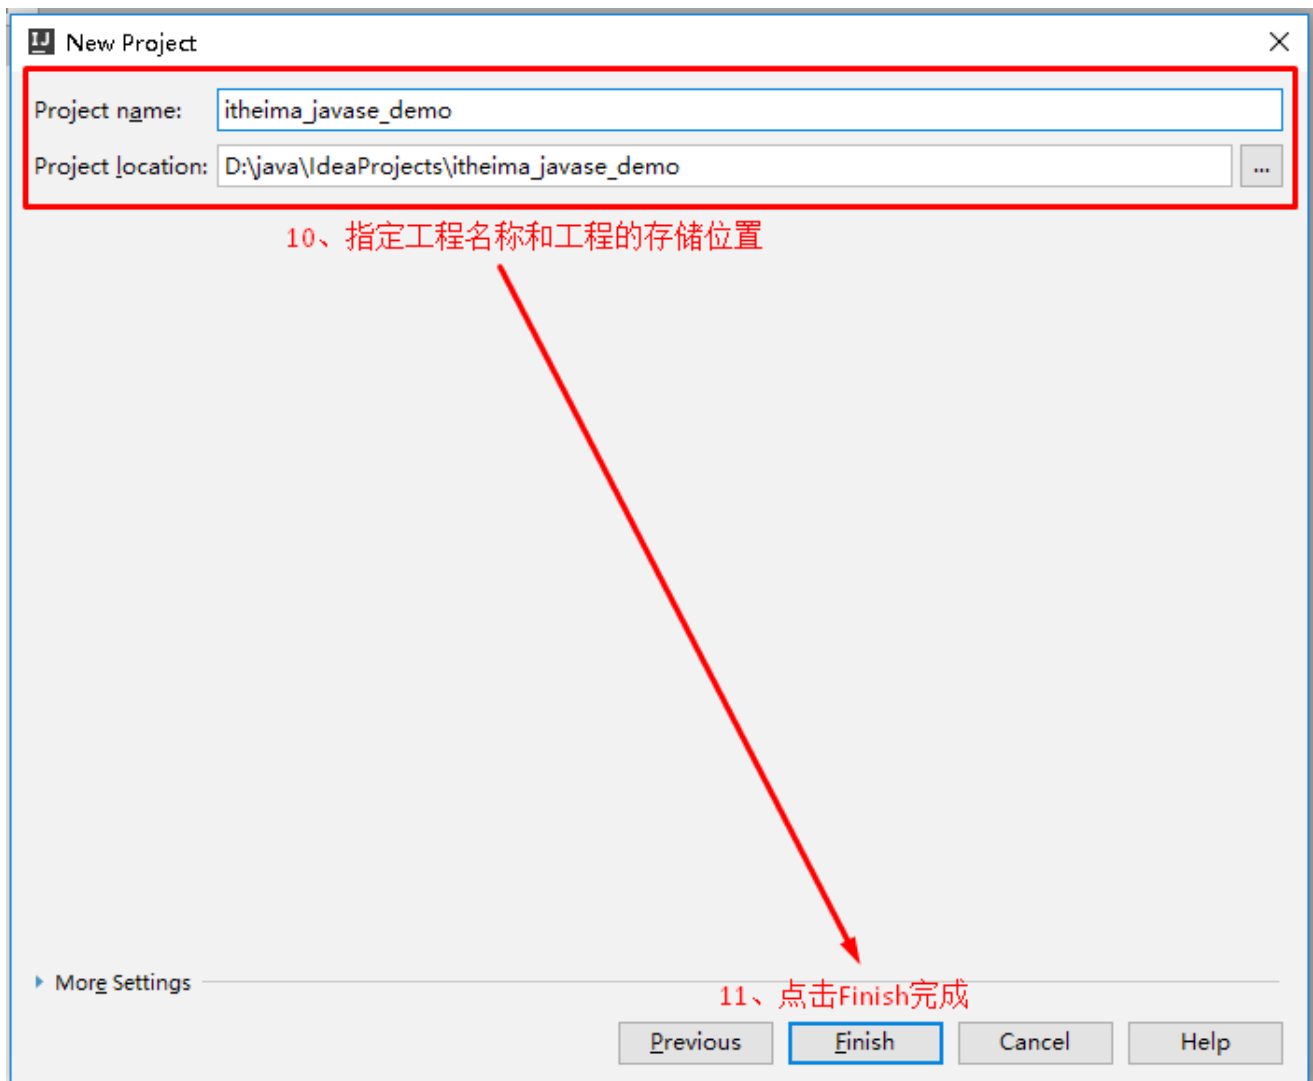 New Project
Project name: itheima_javase_demo
Project location: D:\java\IdeaProjects\itheima_javase_demo ...
10、指定工程名称和工程的存储位置
More Settings
11、点击Finish完成
Previous Finish Cancel Help